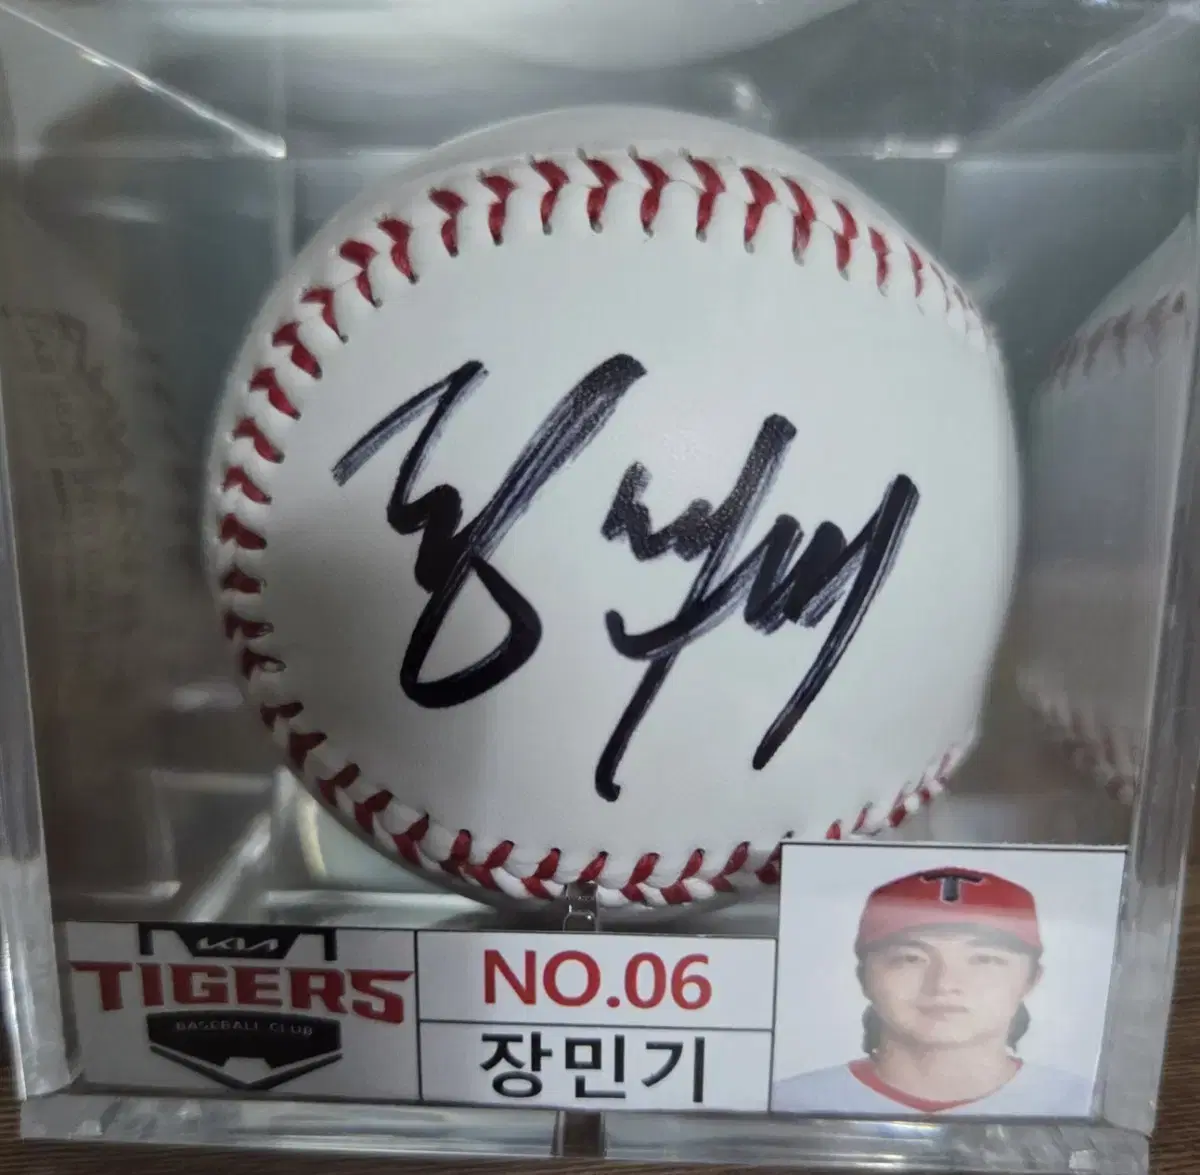 KIA
TIGERS
BASEBALL CLUB
NO.06
장민기
T